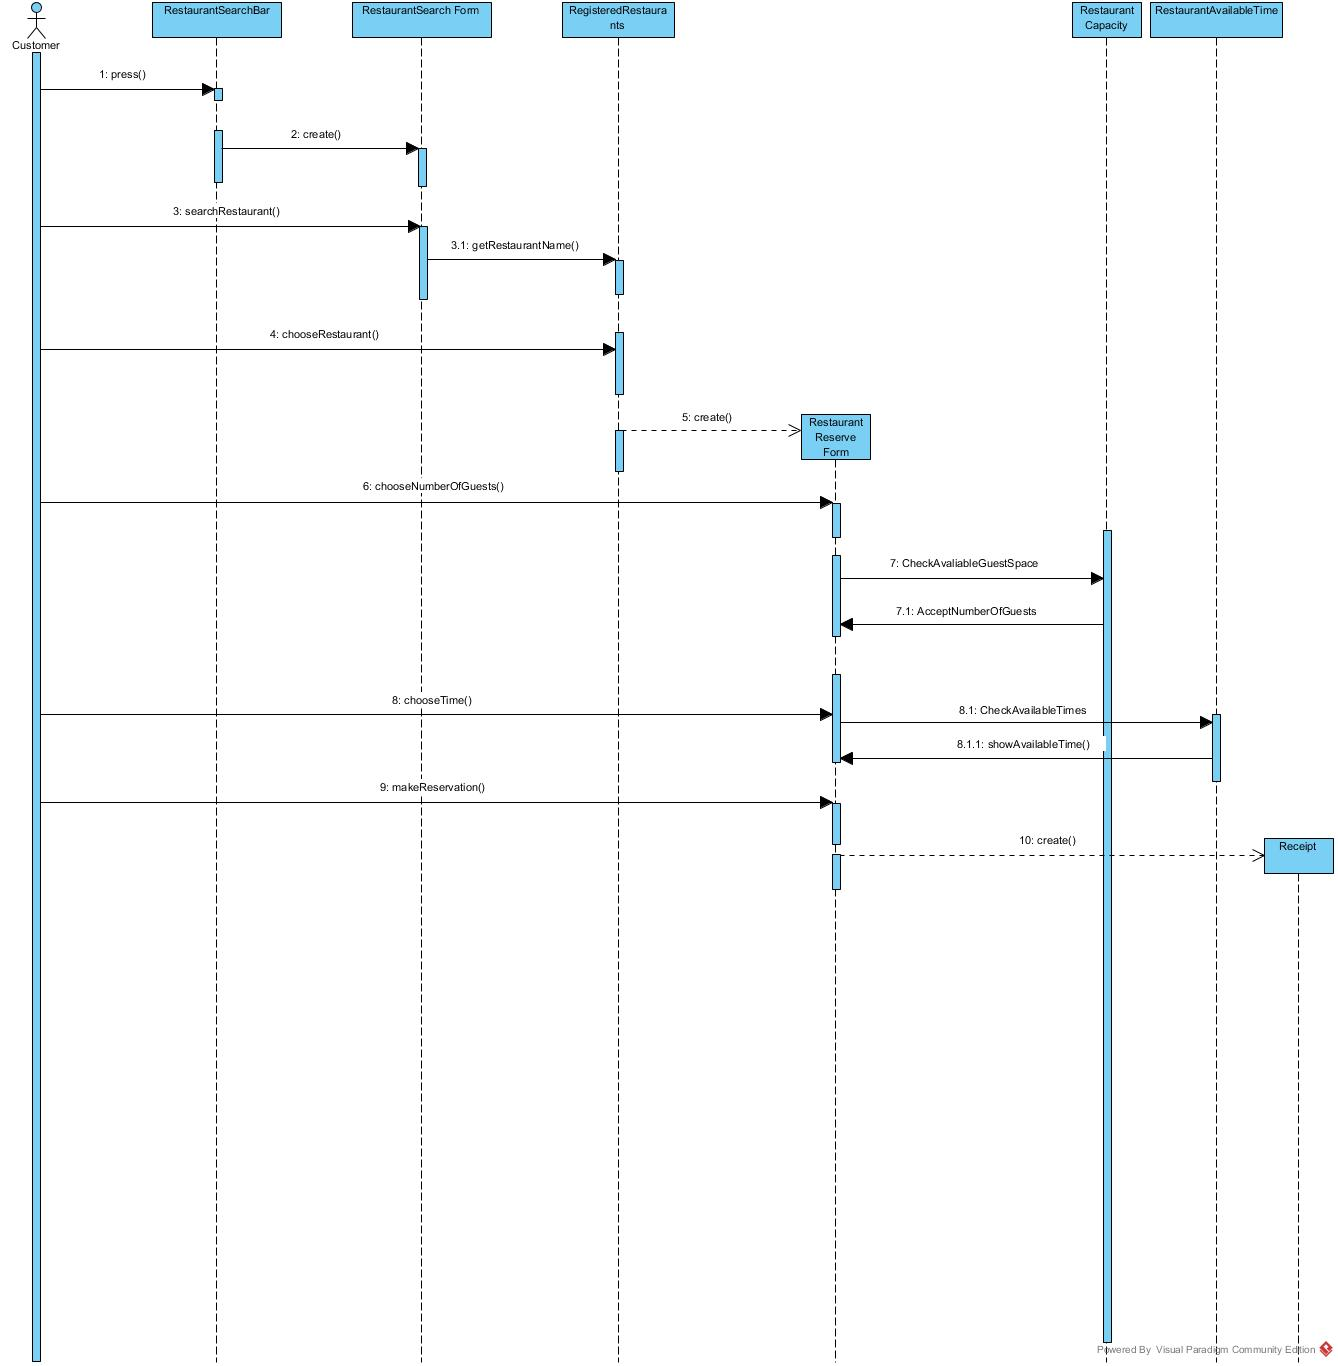 RestaurantSearchBar
RestaurantSearch Form
RegisteredRestaura
nts
Restaurant
Capacity
RestaurantAvailableTime
Customer
1: press()
2: create()
3: searchRestaurant()
3.1: getRestaurantName()
4: chooseRestaurant()
5: create()
Restaurant
Reserve
Form
6: chooseNumberOfGuests()
7: CheckAvaliableGuestSpace
7.1: AcceptNumberOfGuests
8: chooseTime()
8.1: CheckAvailableTimes
8.1.1: showAvailableTime()
9: makeReservation()
10: create()
Receipt
Powered By Visual Paradigm Community Edition